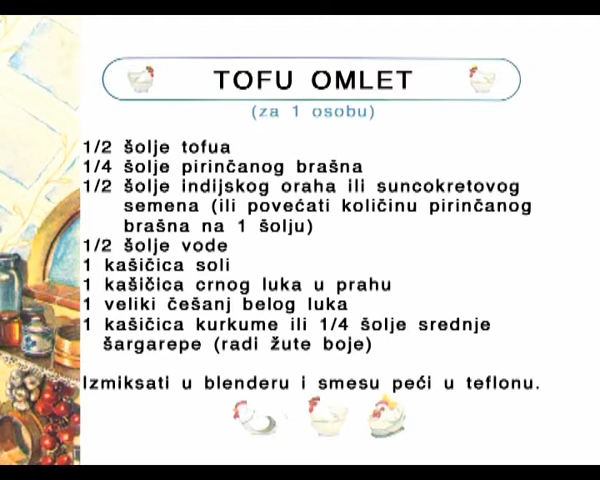 TOFU OMLET
(za 1 osobu)
1/2 šolje tofua
1/4 šolje pirinčanog brašna
1/2 šolje indijskog oraha ili suncokretovog
semena (ili povećati količinu pirinčanog
brašna na 1 šolju)
1/2 šolje vode
1 kašičica soli
1 kašičica crnog luka u prahu
1 veliki češanj belog luka
1 kašičica kurkume ili 1/4 šolje srednje
šargarepe (radi žute boje)
Izmiksati u blenderu i smesu peći u teflonu.